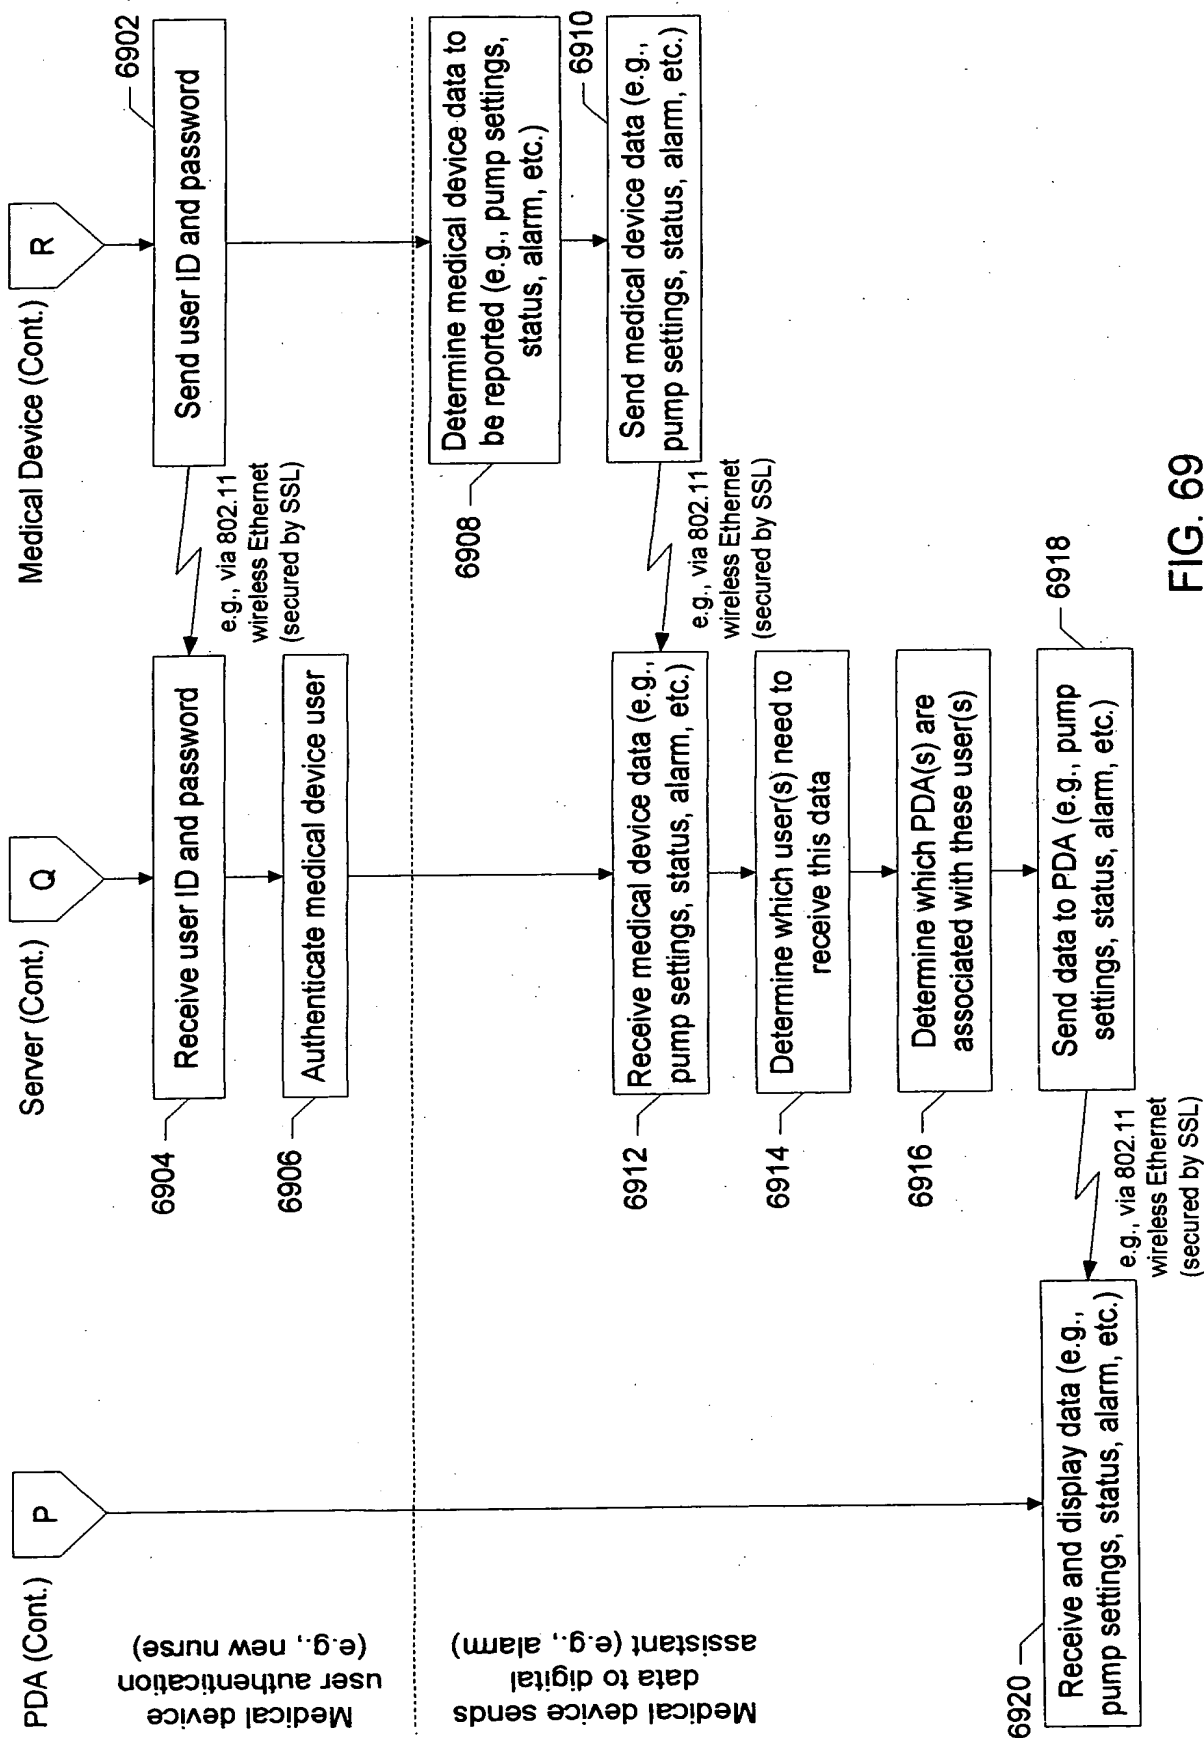 PDA (Cont.)
P
Server (Cont.)
Q
Medical Device (Cont.)
R
Medical device
user authentication
(e.g., new nurse)
6902
Send user ID and password
e.g., via 802.11
wireless Ethernet
(secured by SSL)
6904
Receive user ID and password
6906
Authenticate medical device user
Medical device sends
data to digital
assistant (e.g., alarm)
6908
Determine medical device data to
be reported (e.g., pump settings,
status, alarm, etc.)
6910
Send medical device data (e.g.,
pump settings, status, alarm, etc.)
e.g., via 802.11
wireless Ethernet
(secured by SSL)
6912
Receive medical device data (e.g.,
pump settings, status, alarm, etc.)
6914
Determine which user(s) need to
receive this data
6916
Determine which PDA(s) are
associated with these user(s)
6918
Send data to PDA (e.g., pump
settings, status, alarm, etc.)
e.g., via 802.11
wireless Ethernet
(secured by SSL)
6920
Receive and display data (e.g.,
pump settings, status, alarm, etc.)
FIG. 69